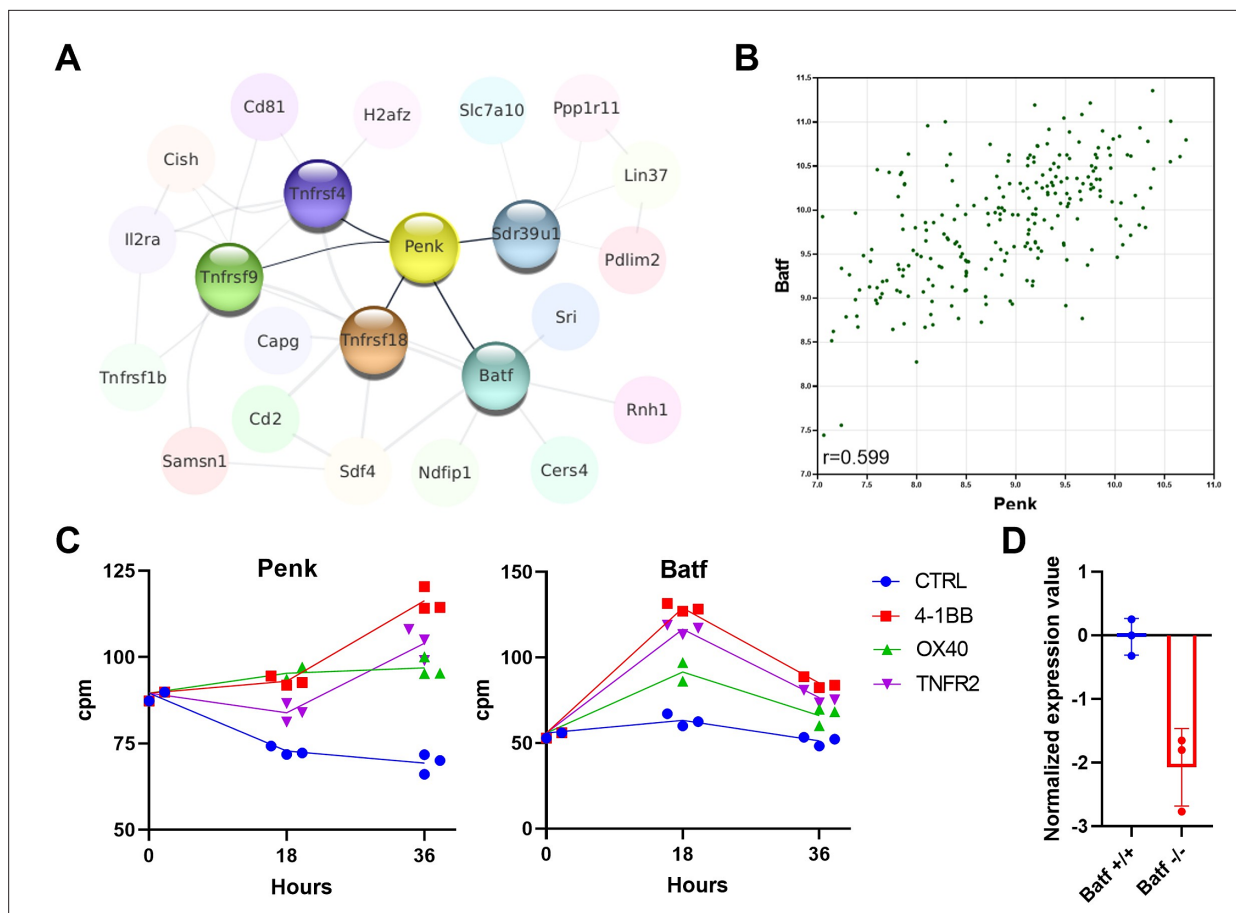 A
Cd81
H2afz
Slc7a10
Ppp1r11
Cish
Tnfrsf4
Lin37
Il2ra
Penk
Sdr39u1
Tnfrsf9
Pdlim2
Sri
Capg
Tnfrsf18
Tnfrsf1b
Batf
Cd2
Rnh1
Samsn1
Sdf4
Ndfip1
Cers4
B
11.5
11.0
10.5
10.0
9.5
9.0
8.5
8.0
7.5
7.0
Batf
r=0.599
7.0 7.5 8.0 8.5 9.0 9.5 10.0 10.5 11.0
Penk
C
Penk
125
100
75
50
cpm
0 18 36
Hours
Batf
150
100
50
0
cpm
0 18 36
Hours
CTRL
4-1BB
OX40
TNFR2
D
Normalized expression value
1
0
-1
-2
-3
Batf +/+
Batf -/-